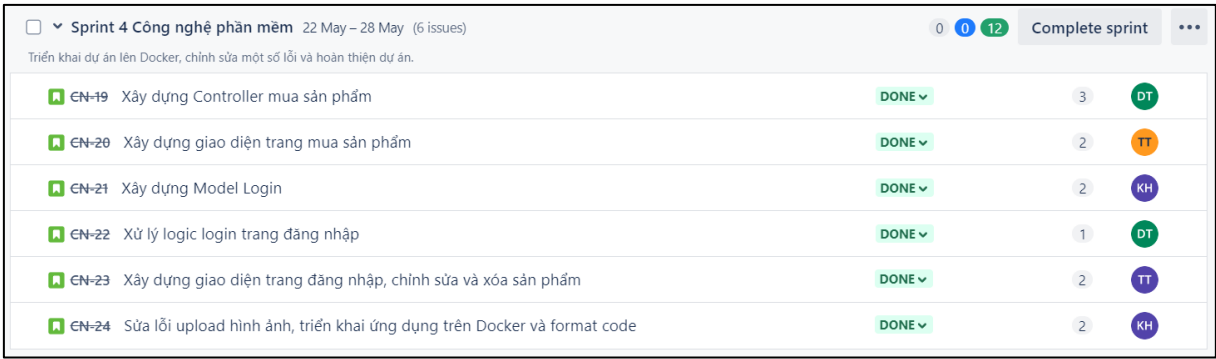 Sprint 4 Công nghệ phần mềm 22 May – 28 May (6 issues) 0 0 12 Complete sprint
Triển khai dự án lên Docker, chỉnh sửa một số lỗi và hoàn thiện dự án.
CN-19 Xây dựng Controller mua sản phẩm DONE 3 DT
CN-20 Xây dựng giao diện trang mua sản phẩm DONE 2 TT
CN-21 Xây dựng Model Login DONE 2 KH
CN-22 Xử lý logic login trang đăng nhập DONE 1 DT
CN-23 Xây dựng giao diện trang đăng nhập, chỉnh sửa và xóa sản phẩm DONE 2 TT
CN-24 Sửa lỗi upload hình ảnh, triển khai ứng dụng trên Docker và format code DONE 2 KH